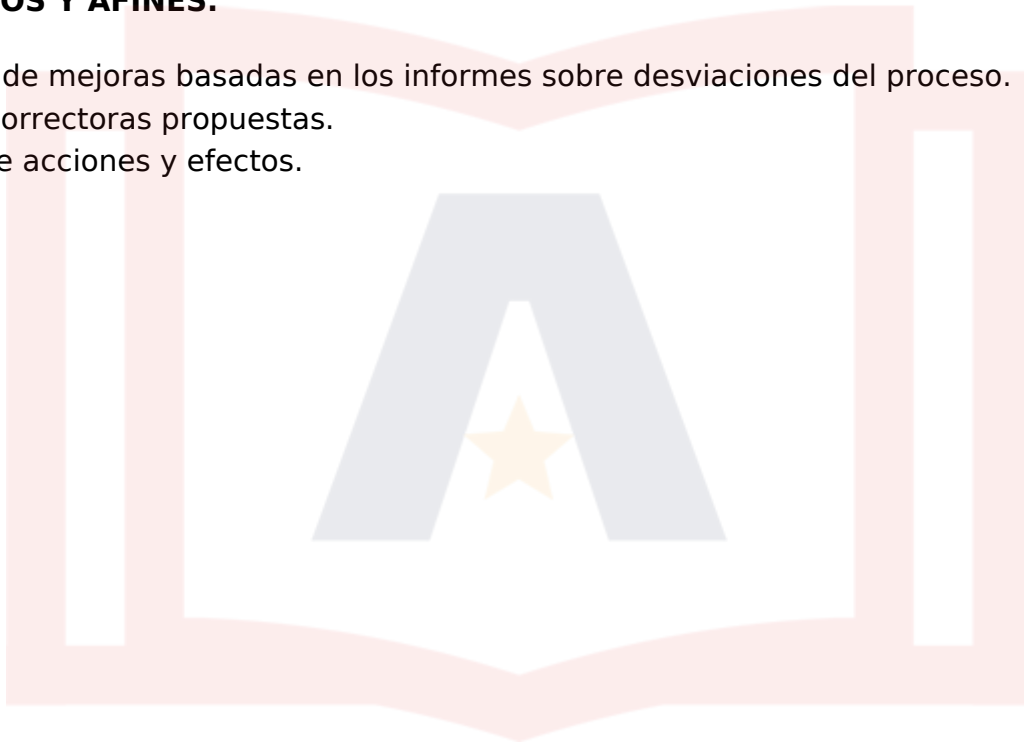 OS Y AFINES.
de mejoras basadas en los informes sobre desviaciones del proceso.
orrectoras propuestas.
e acciones y efectos.